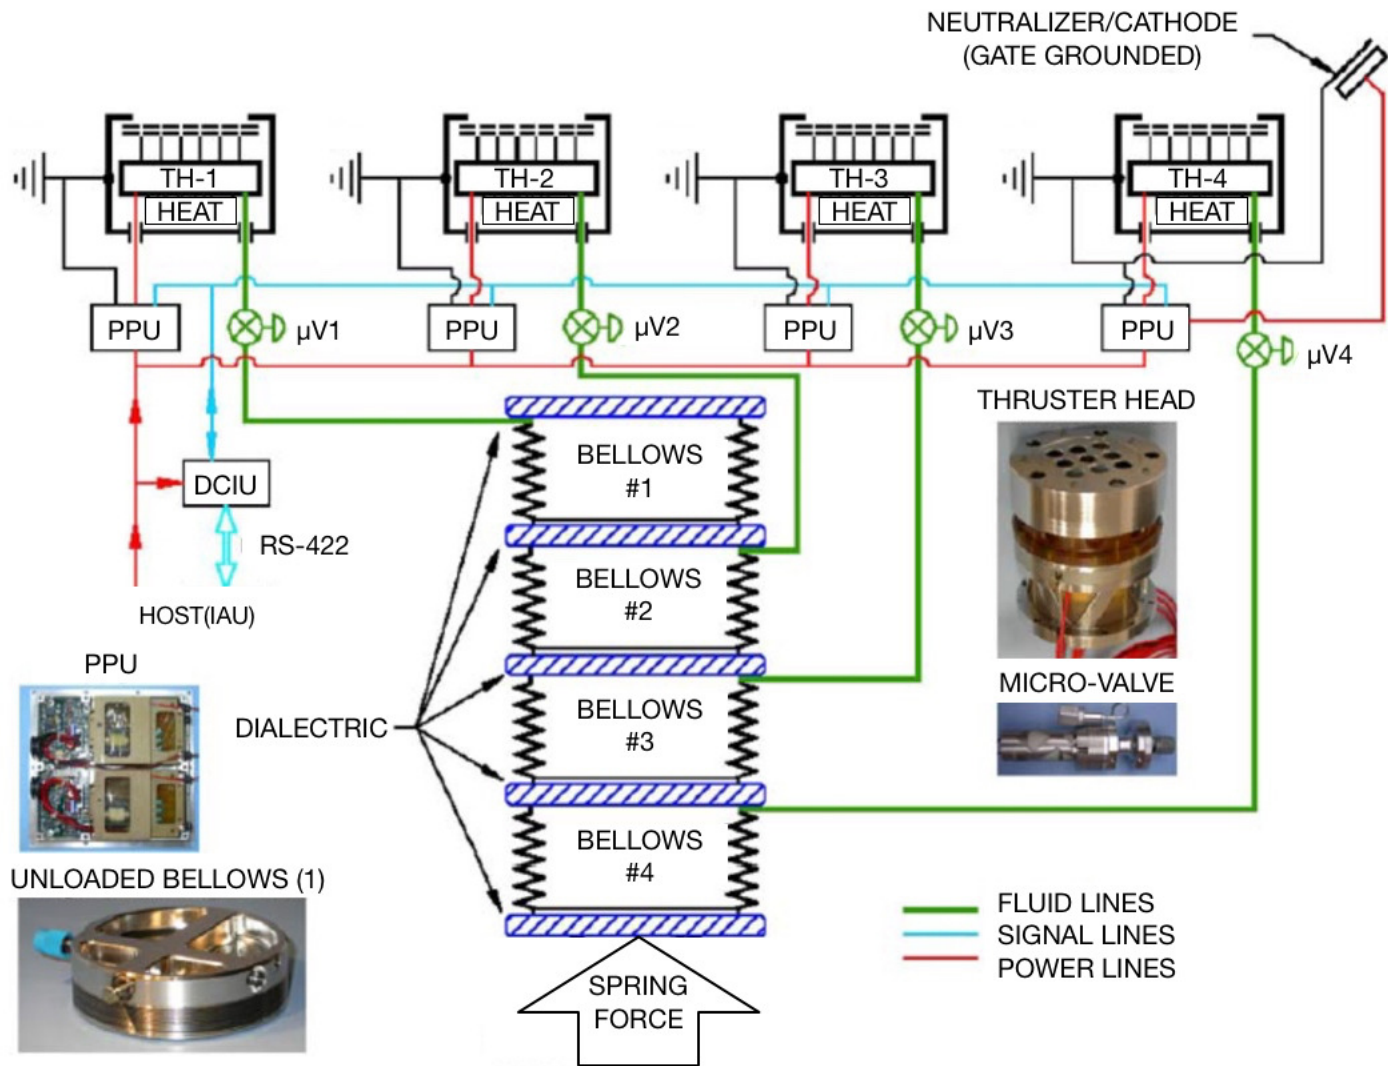 NEUTRALIZER/CATHODE
(GATE GROUNDED)
TH-1
HEAT
TH-2
HEAT
TH-3
HEAT
TH-4
HEAT
PPU
µV1
PPU
µV2
PPU
µV3
PPU
µV4
THRUSTER HEAD
BELLOWS
#1
DCIU
RS-422
HOST(IAU)
BELLOWS
#2
PPU
MICRO-VALVE
DIALECTRIC
BELLOWS
#3
BELLOWS
#4
UNLOADED BELLOWS (1)
FLUID LINES
SIGNAL LINES
POWER LINES
SPRING
FORCE